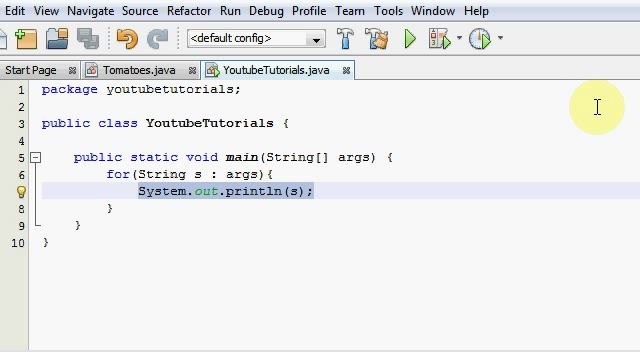 Edit View Navigate Source Refactor Run Debug Profile Team Tools Window Help
<default config>
Start Page Tomatoes.java YoutubeTutorials.java
1 package youtubetutorials;
2
3 public class YoutubeTutorials {
4
5 public static void main(String[] args) {
6 for(String s : args){
System.out.println(s);
8 }
9 }
10 }